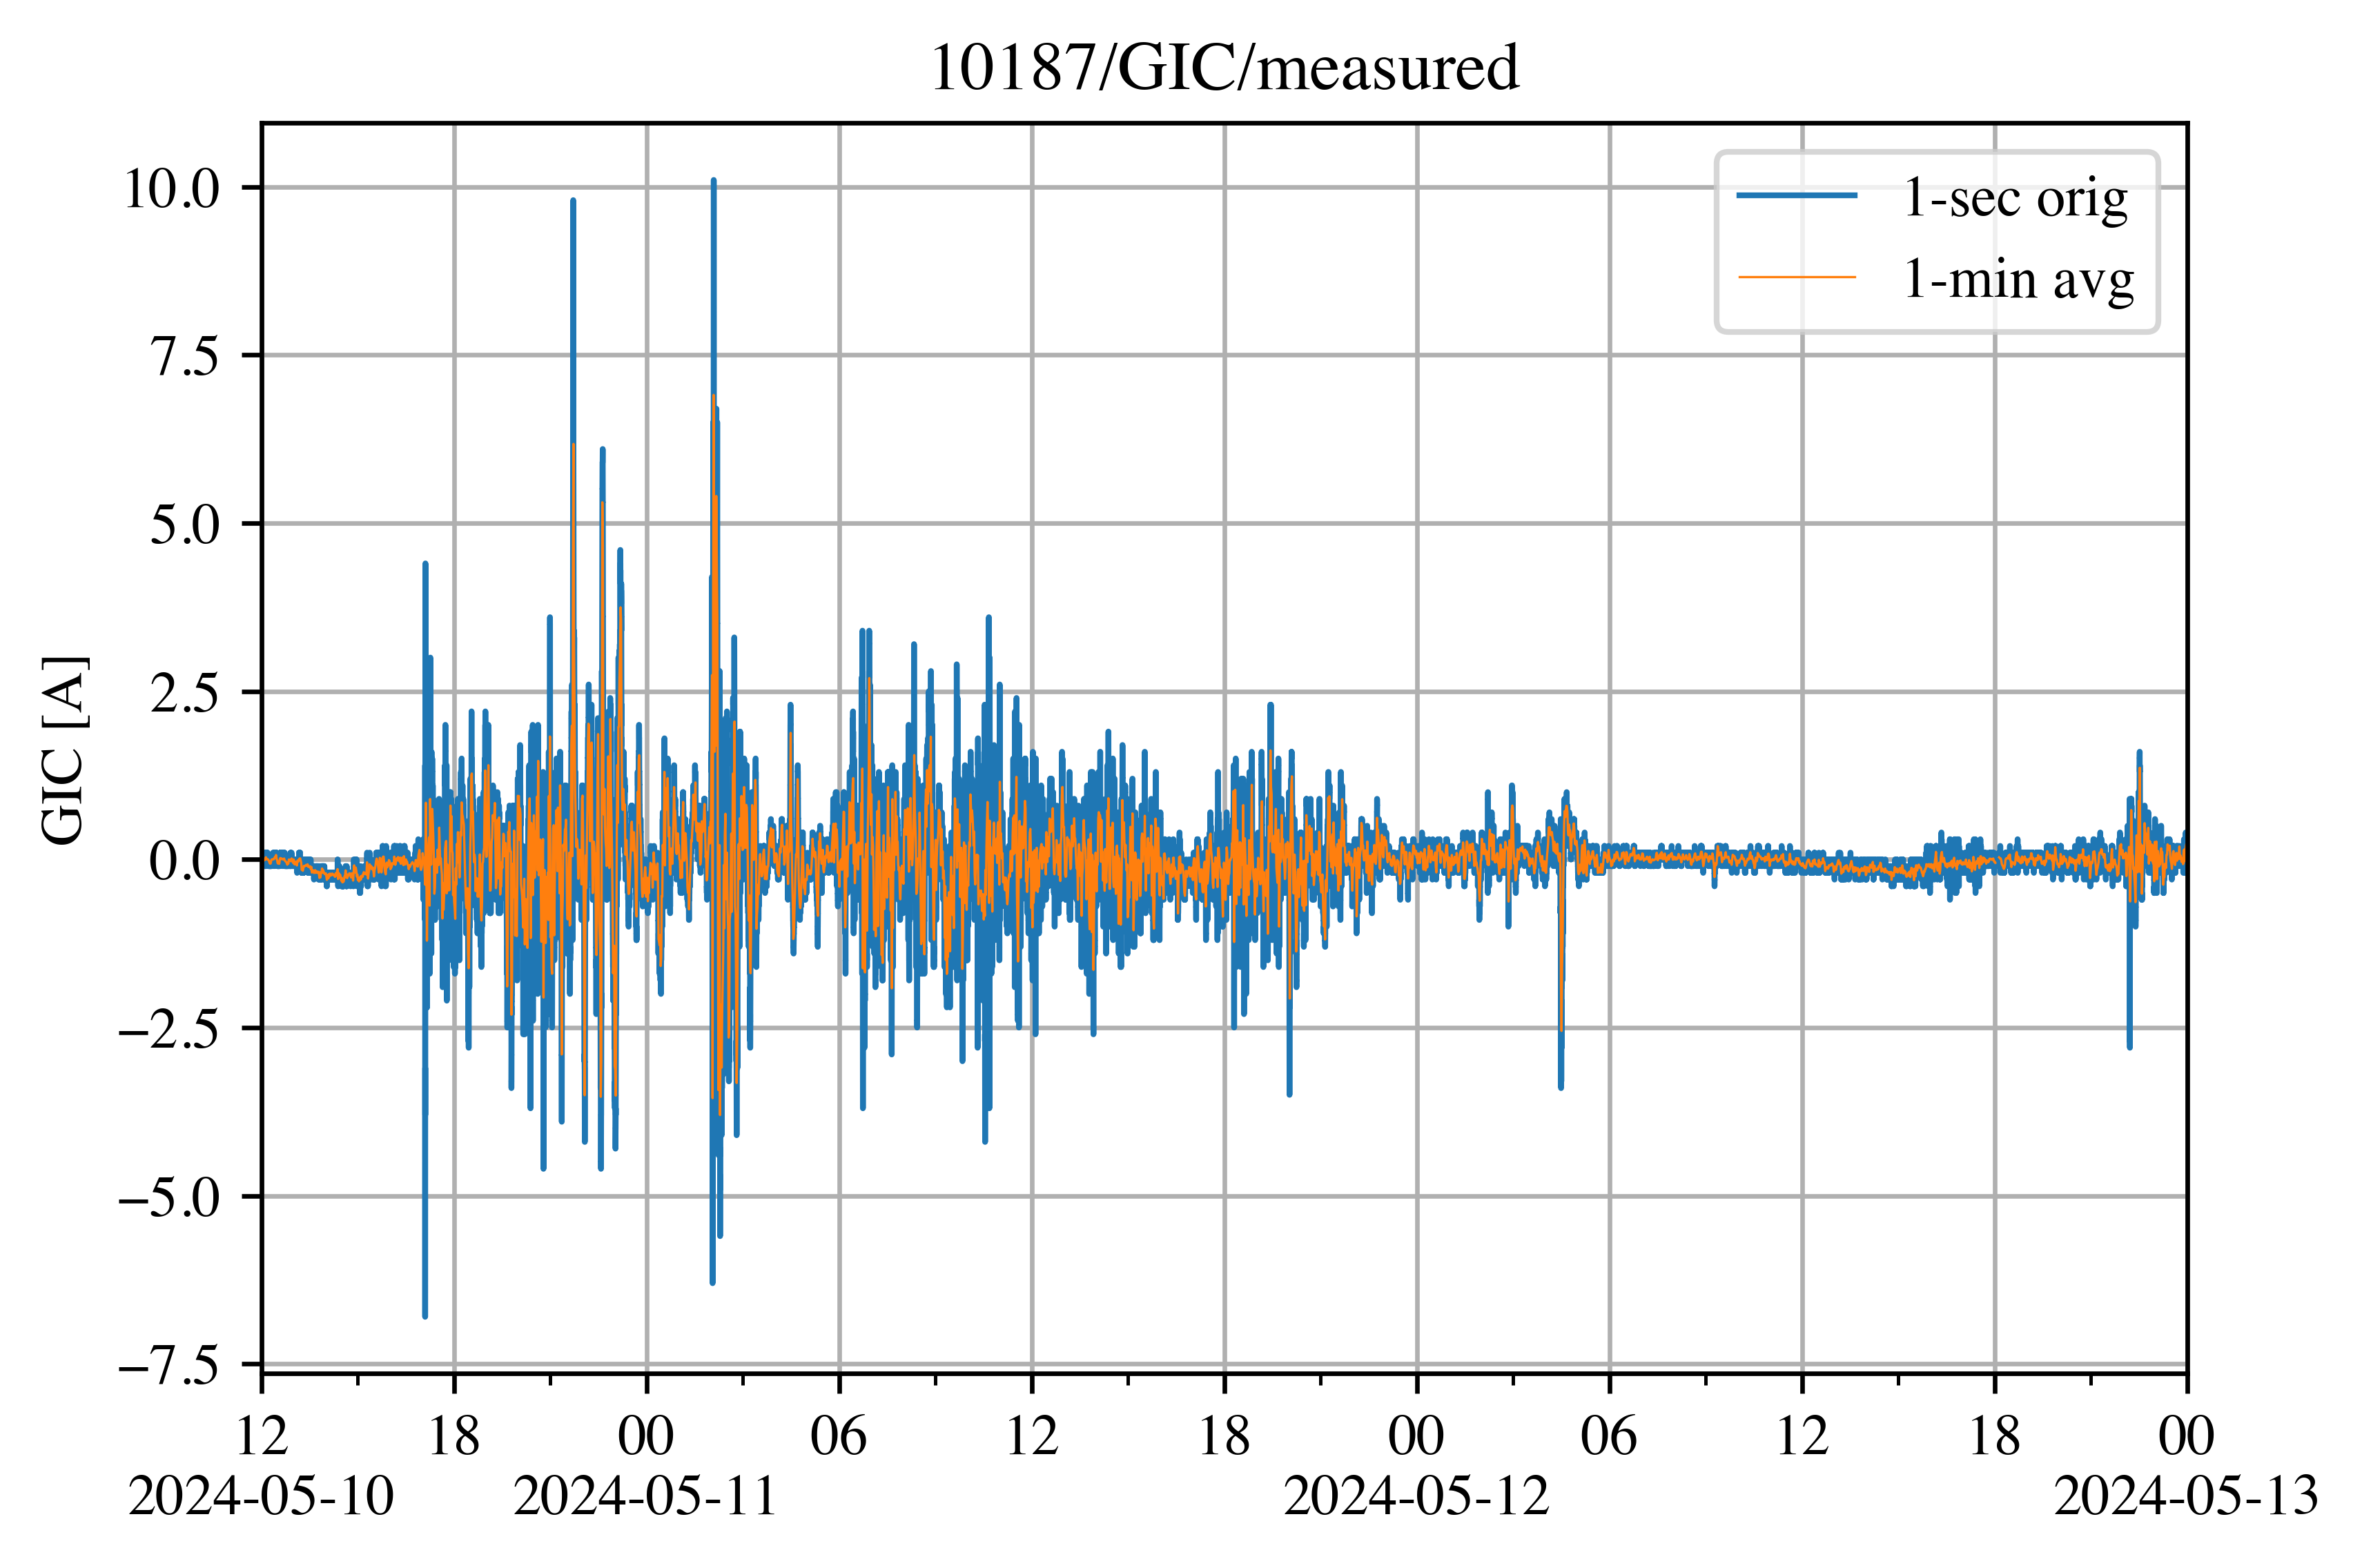 10187/GIC/measured
1-sec orig
1-min avg
GIC [A]
10.0
7.5
5.0
2.5
0.0
−2.5
−5.0
−7.5
12 18 00 06 12 18 00 06 12 18 00
2024-05-10 2024-05-11 2024-05-12 2024-05-13